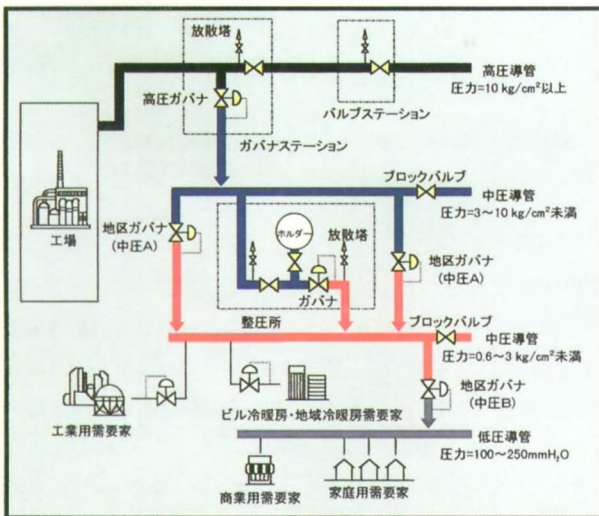 放散塔
高圧導管
圧力=10 kg/cm²以上
高圧ガバナ
バルブステーション
ガバナステーション
工場
ブロックバルブ
中圧導管
圧力=3～10 kg/cm²未満
地区ガバナ
(中圧A)
ホルダー
放散塔
地区ガバナ
(中圧A)
ガバナ
整圧所
ブロックバルブ
中圧導管
圧力=0.6～3 kg/cm²未満
地区ガバナ
(中圧B)
工業用需要家
ビル冷暖房・地域冷暖房需要家
低圧導管
圧力=100～250mmH₂O
商業用需要家
家庭用需要家